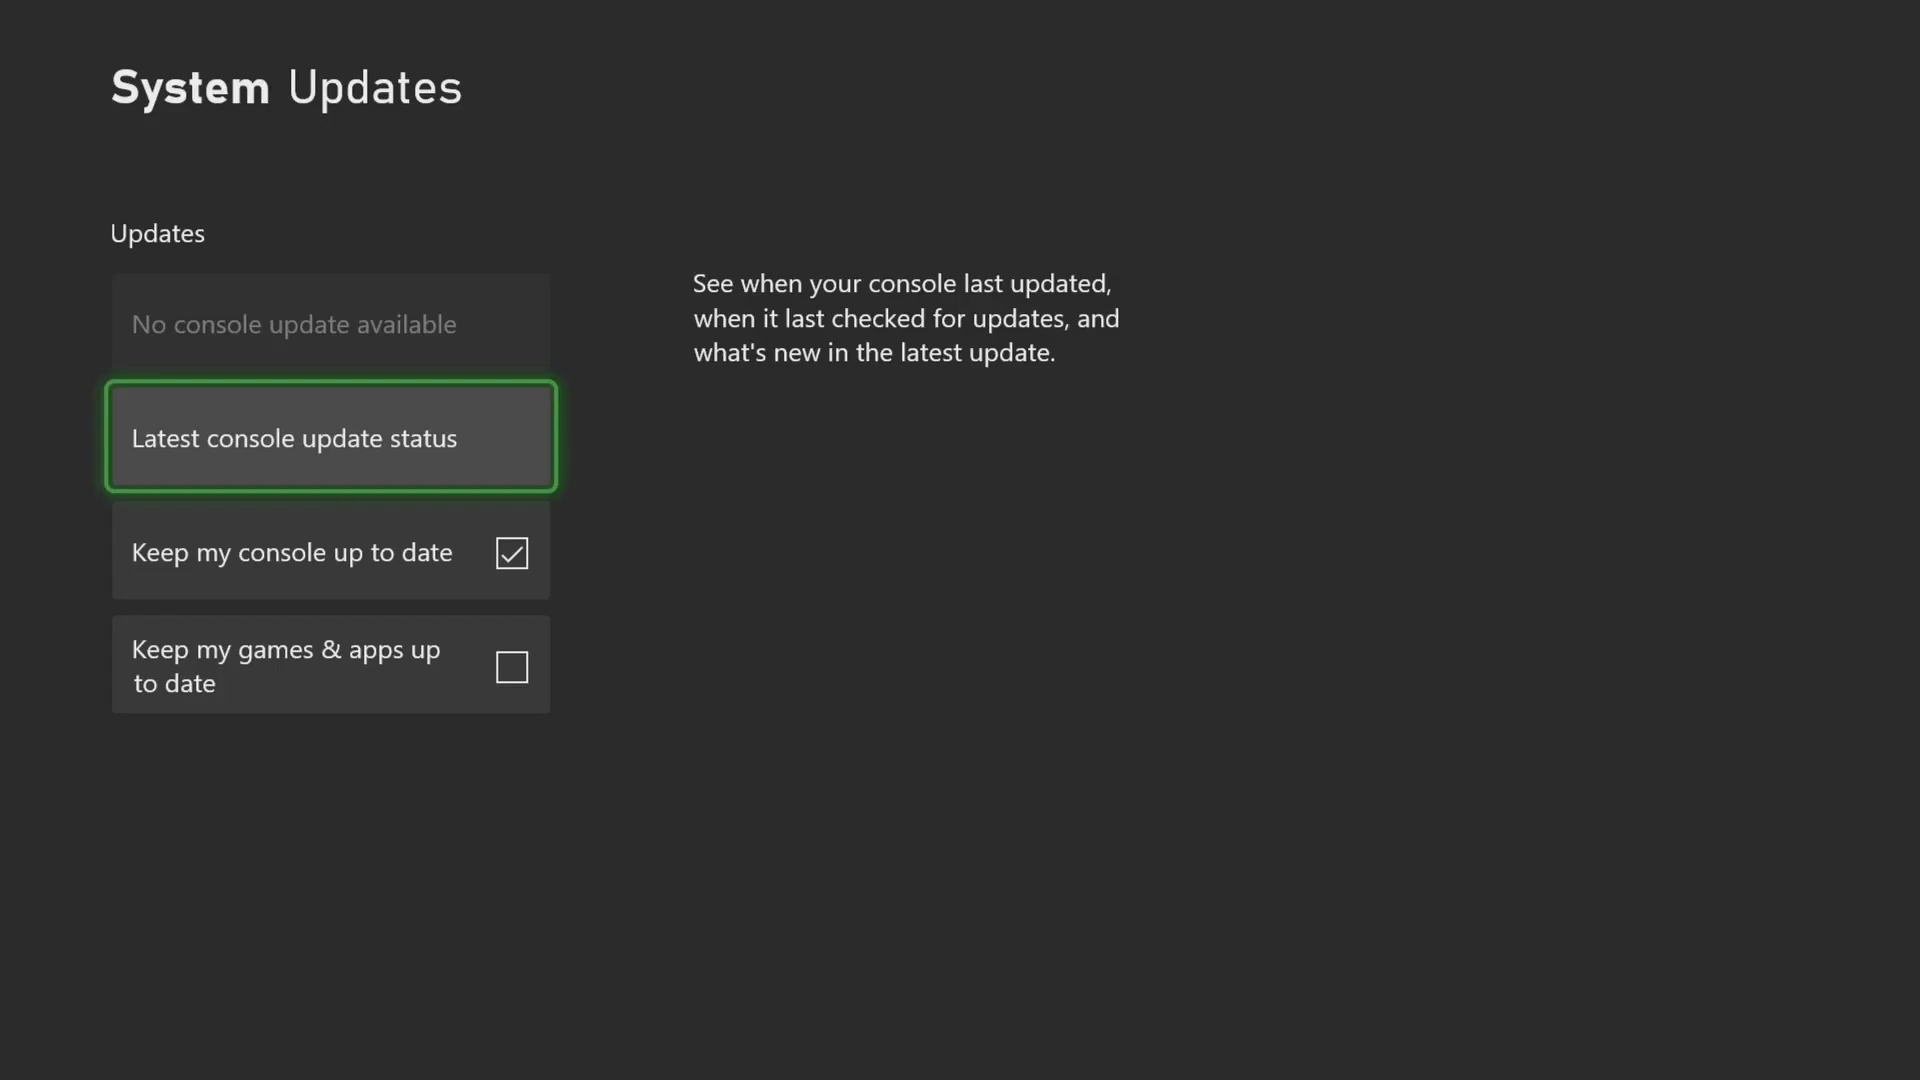 System Updates
Updates
No console update available
Latest console update status
Keep my console up to date
Keep my games & apps up
to date
See when your console last updated,
when it last checked for updates, and
what's new in the latest update.